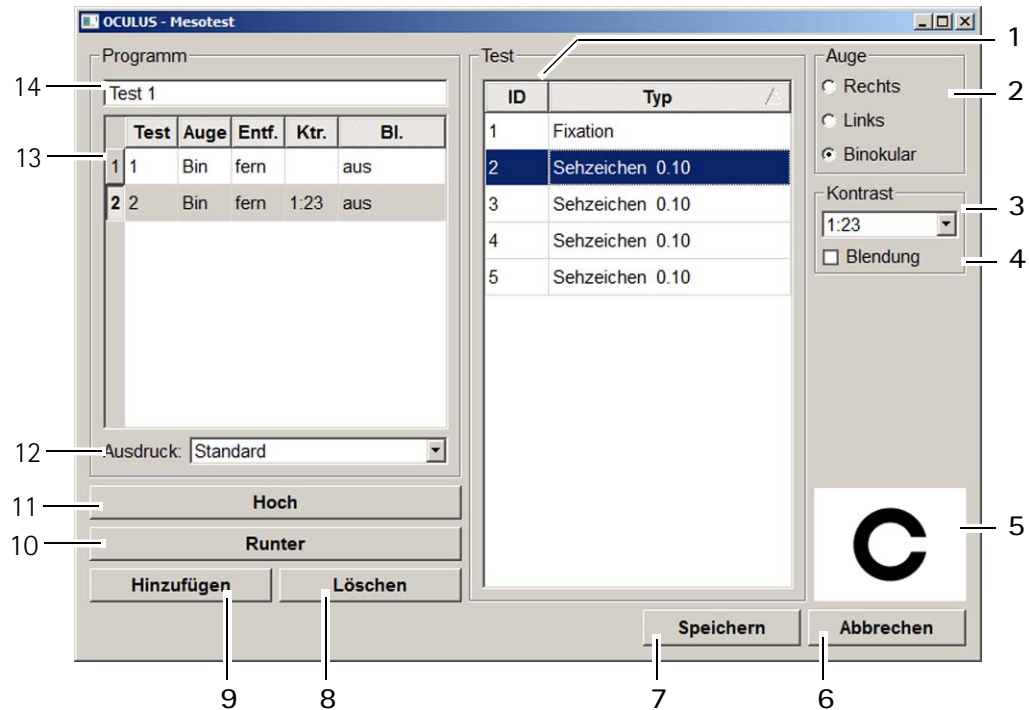 OCULUS - Mesotest
1
Programm
Test
Auge
14
Test 1
ID Typ
Rechts
2
Test Auge Entf. Ktr. Bl.
1 Fixation
Links
13
1 1 Bin fern aus
2 Sehzeichen 0.10
Binokular
2 2 Bin fern 1:23 aus
3 Sehzeichen 0.10
Kontrast
3
1:23
4 Sehzeichen 0.10
Blendung
4
5 Sehzeichen 0.10
12
Ausdruck: Standard
11
Hoch
C
5
10
Runter
Hinzufügen
Löschen
Speichern
Abbrechen
9
8
7
6